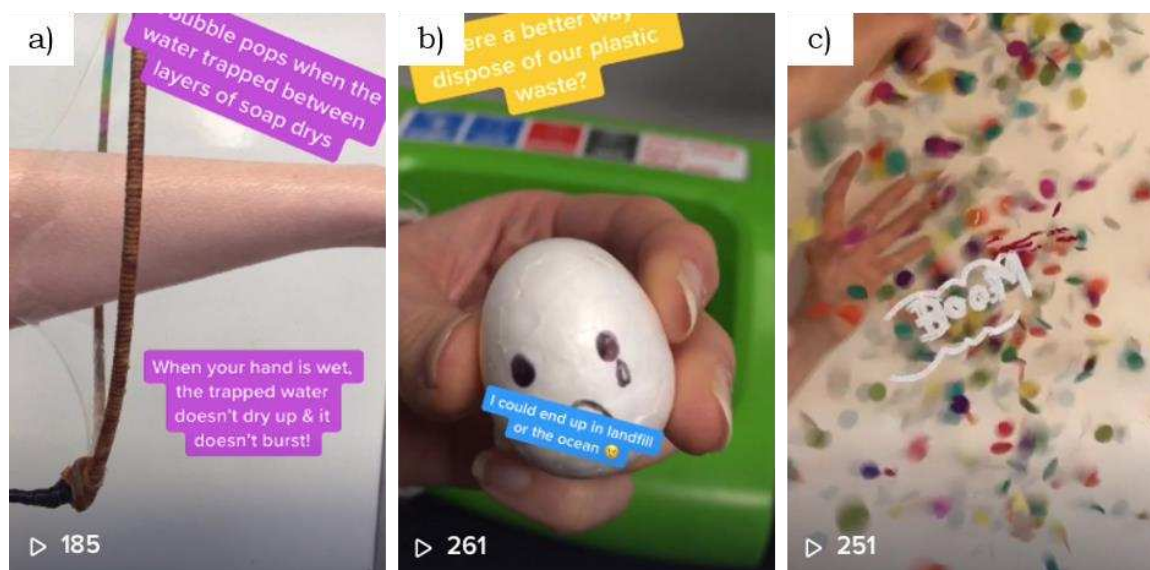 a)
bubble pops when the
water trapped between
layers of soap drys
When your hand is wet,
the trapped water
doesn't dry up & it
doesn't burst!
185
b)
a better way
dispose of our plastic
waste?
I could end up in landfill
or the ocean 😢
261
c)
BOOM
251